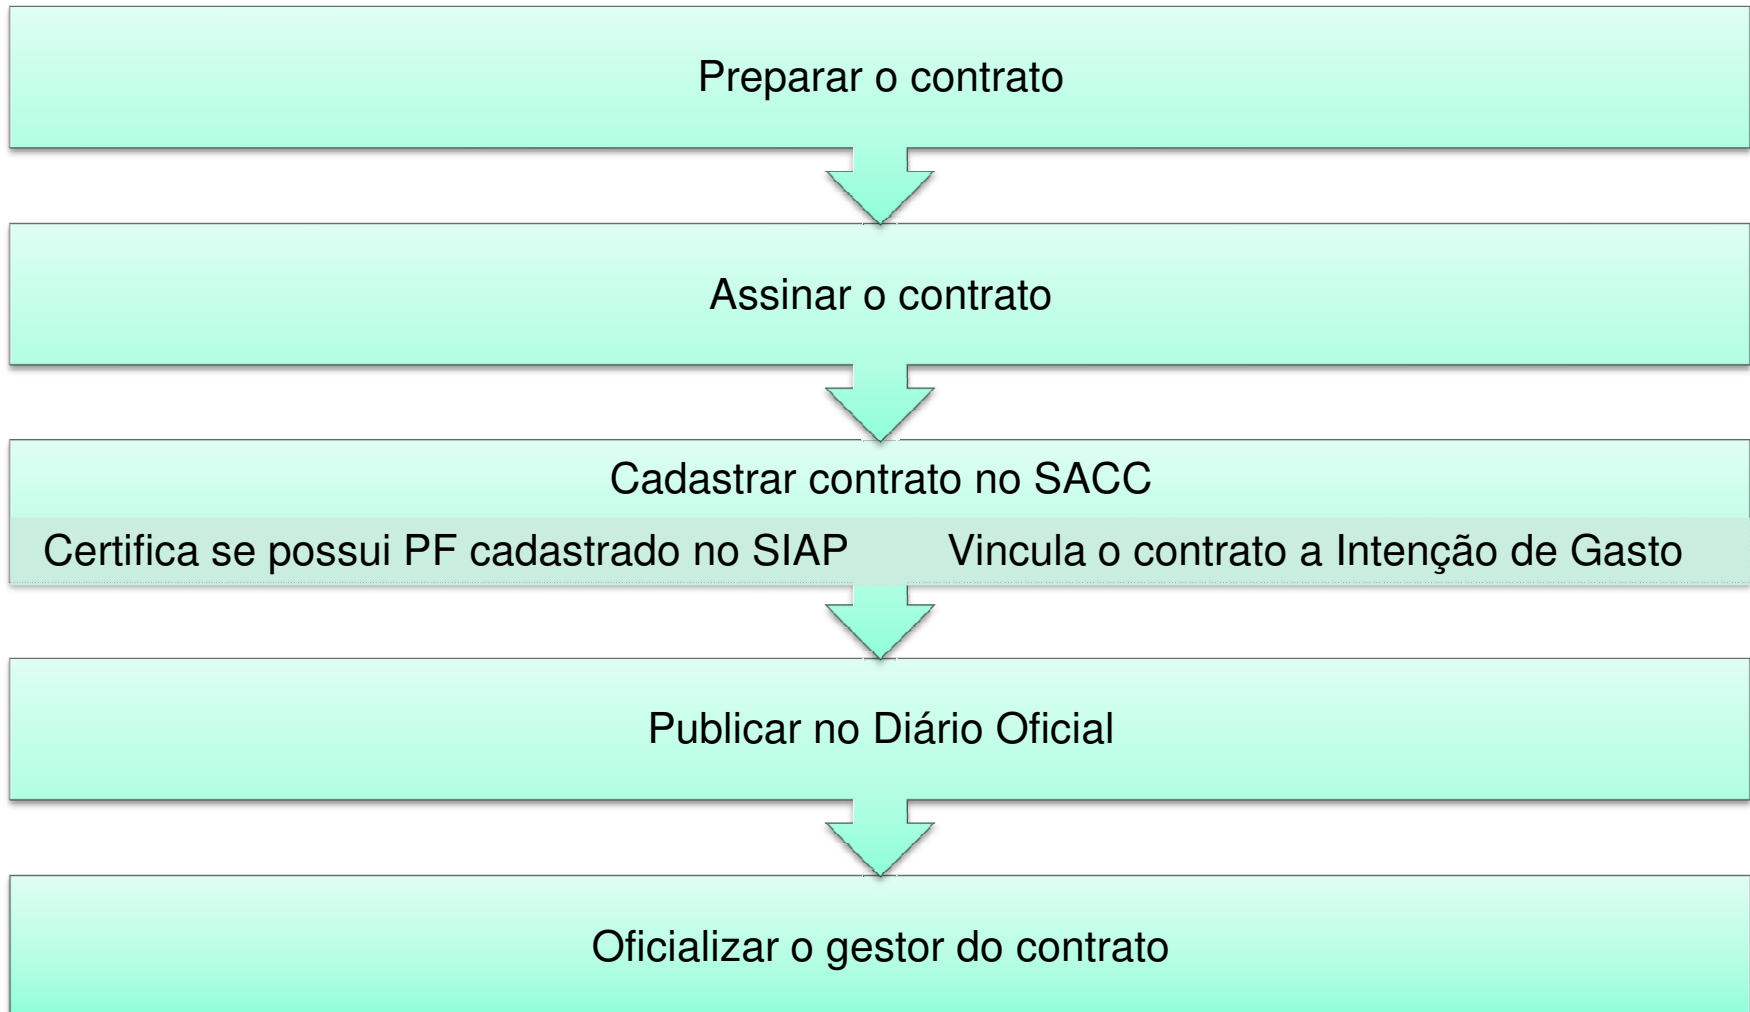 Preparar o contrato
Assinar o contrato
Cadastrar contrato no SACC
Certifica se possui PF cadastrado no SIAP
Vincula o contrato a Intenção de Gasto
Publicar no Diário Oficial
Oficializar o gestor do contrato